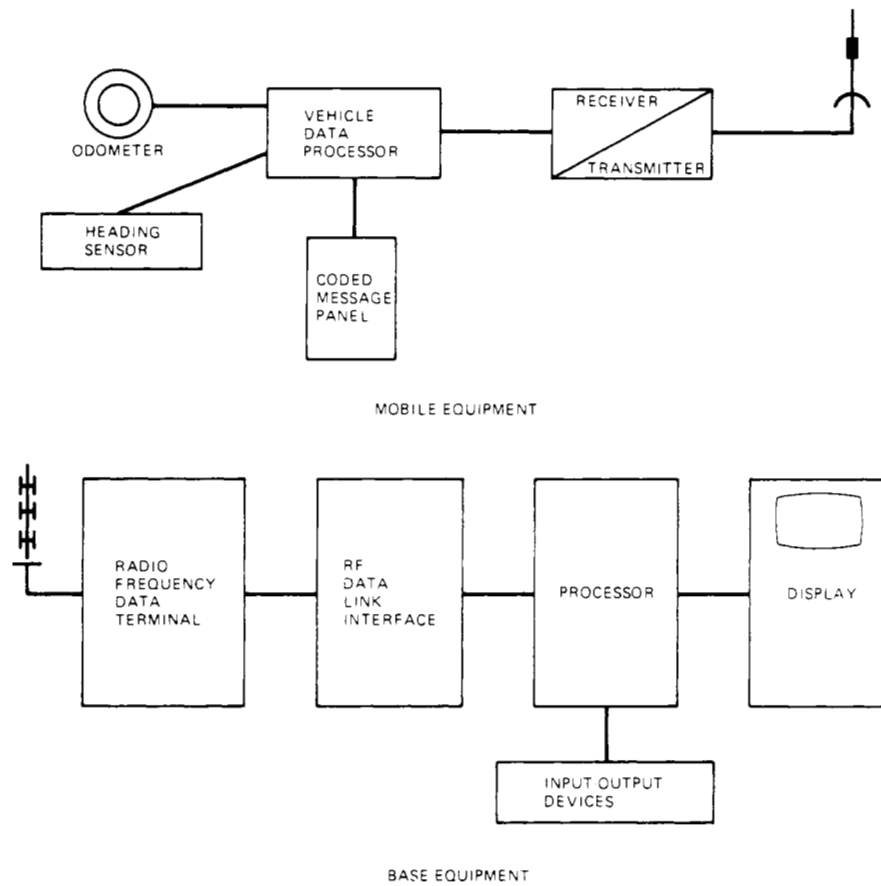 ODOMETER
HEADING
SENSOR
VEHICLE
DATA
PROCESSOR
CODED
MESSAGE
PANEL
RECEIVER
TRANSMITTER
MOBILE EQUIPMENT
RADIO
FREQUENCY
DATA
TERMINAL
RF
DATA
LINK
INTERFACE
PROCESSOR
DISPLAY
INPUT OUTPUT
DEVICES
BASE EQUIPMENT